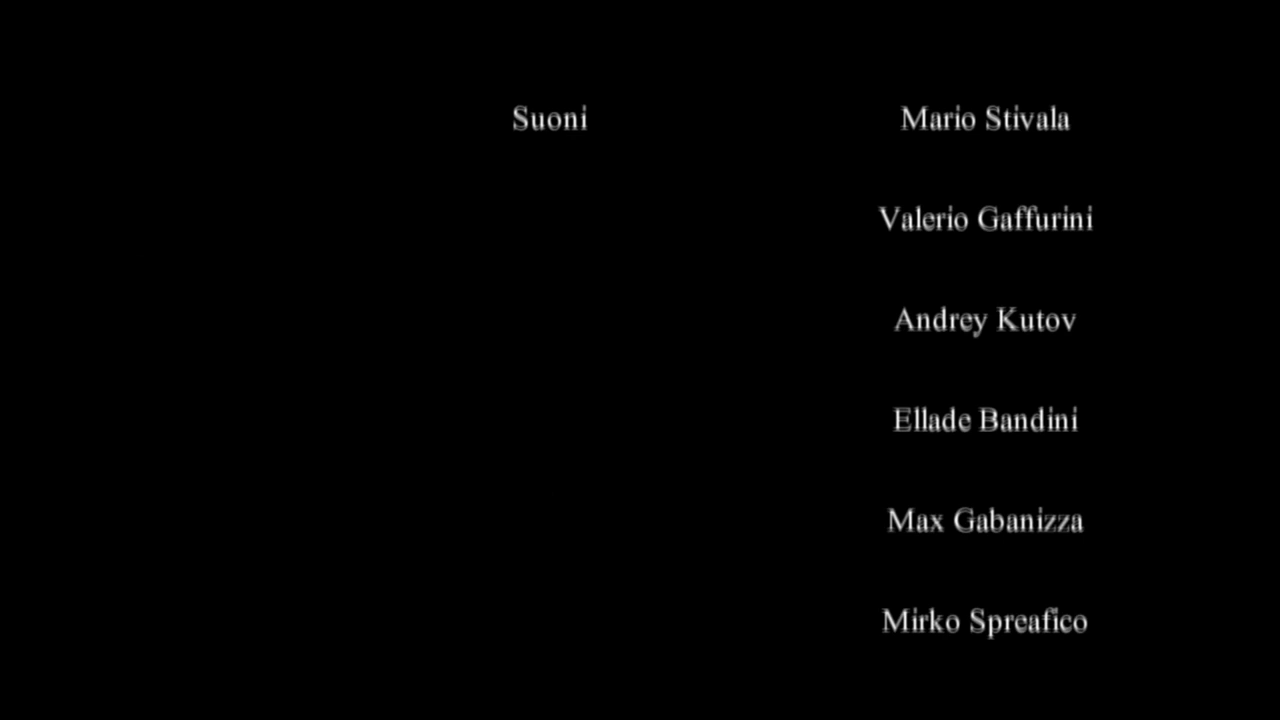 Suoni Mario Stivala
Valerio Gaffurini
Andrey Kutov
Ellade Bandini
Max Gabanizza
Mirko Spreafico